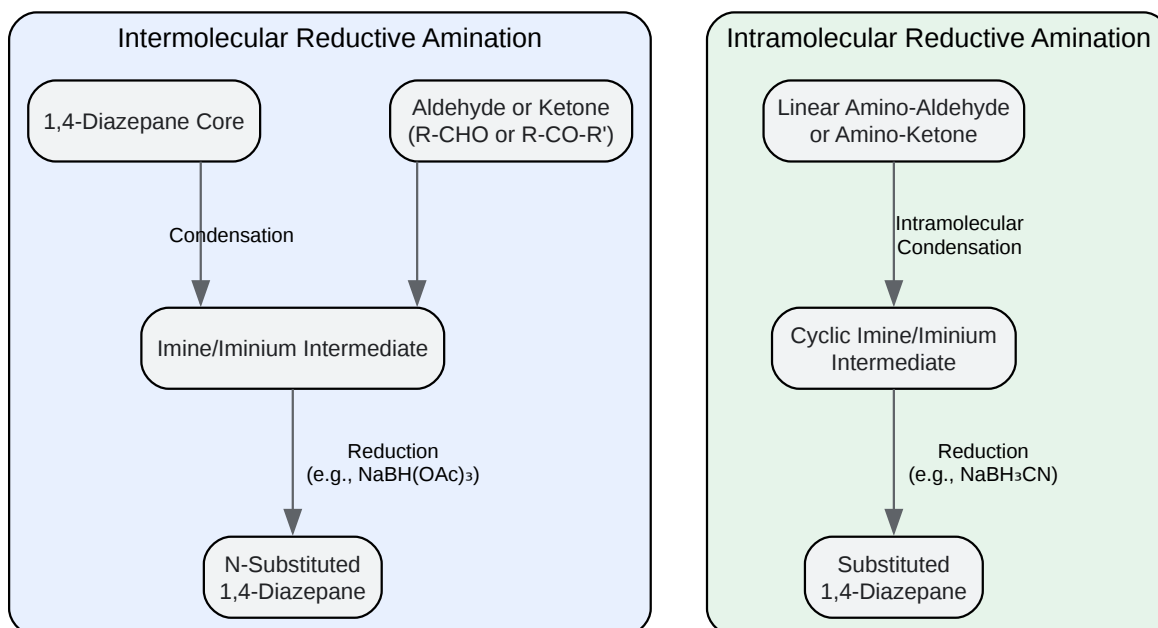 Intermolecular Reductive Amination
1,4-Diazepane Core
Aldehyde or Ketone
(R-CHO or R-CO-R')
Condensation
Imine/Iminium Intermediate
Reduction
(e.g., NaBH(OAc)₃)
N-Substituted
1,4-Diazepane
Intramolecular Reductive Amination
Linear Amino-Aldehyde
or Amino-Ketone
Intramolecular
Condensation
Cyclic Imine/Iminium
Intermediate
Reduction
(e.g., NaBH₃CN)
Substituted
1,4-Diazepane